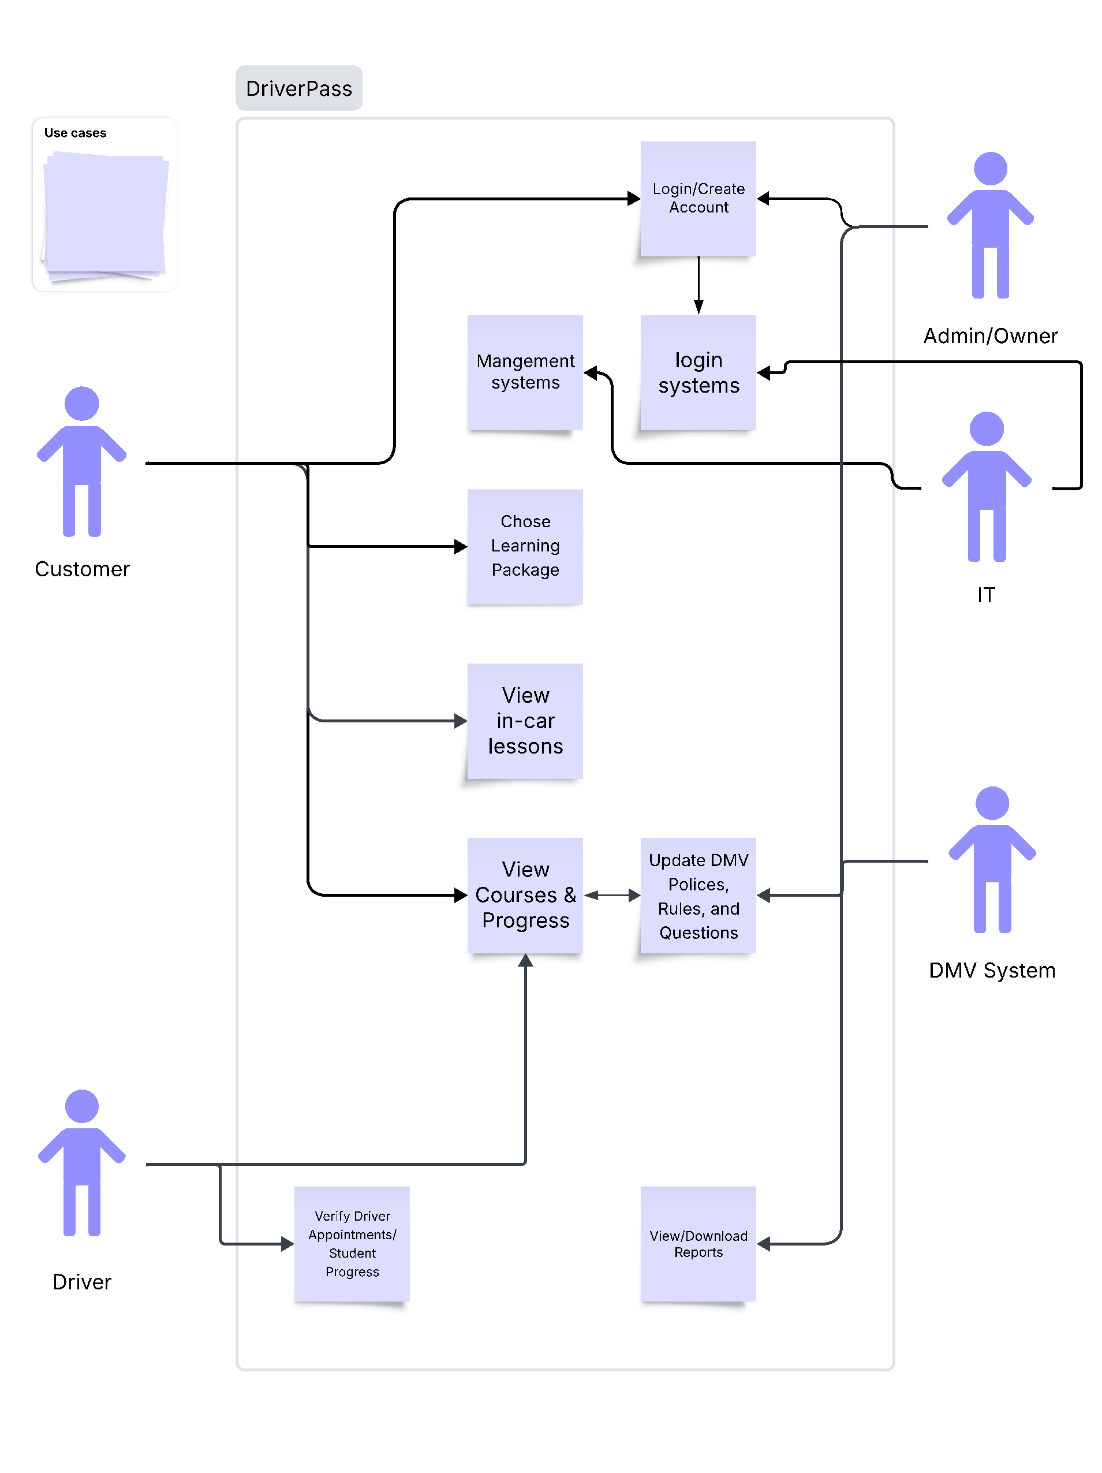 DriverPass
Use cases
Login/Create
Account
Admin/Owner
Mangement
systems
login
systems
Customer
Chose
Learning
Package
IT
View
in-car
lessons
View
Courses &
Progress
Update DMV
Polices,
Rules, and
Questions
DMV System
Driver
Verify Driver
Appointments/
Student
Progress
View/Download
Reports